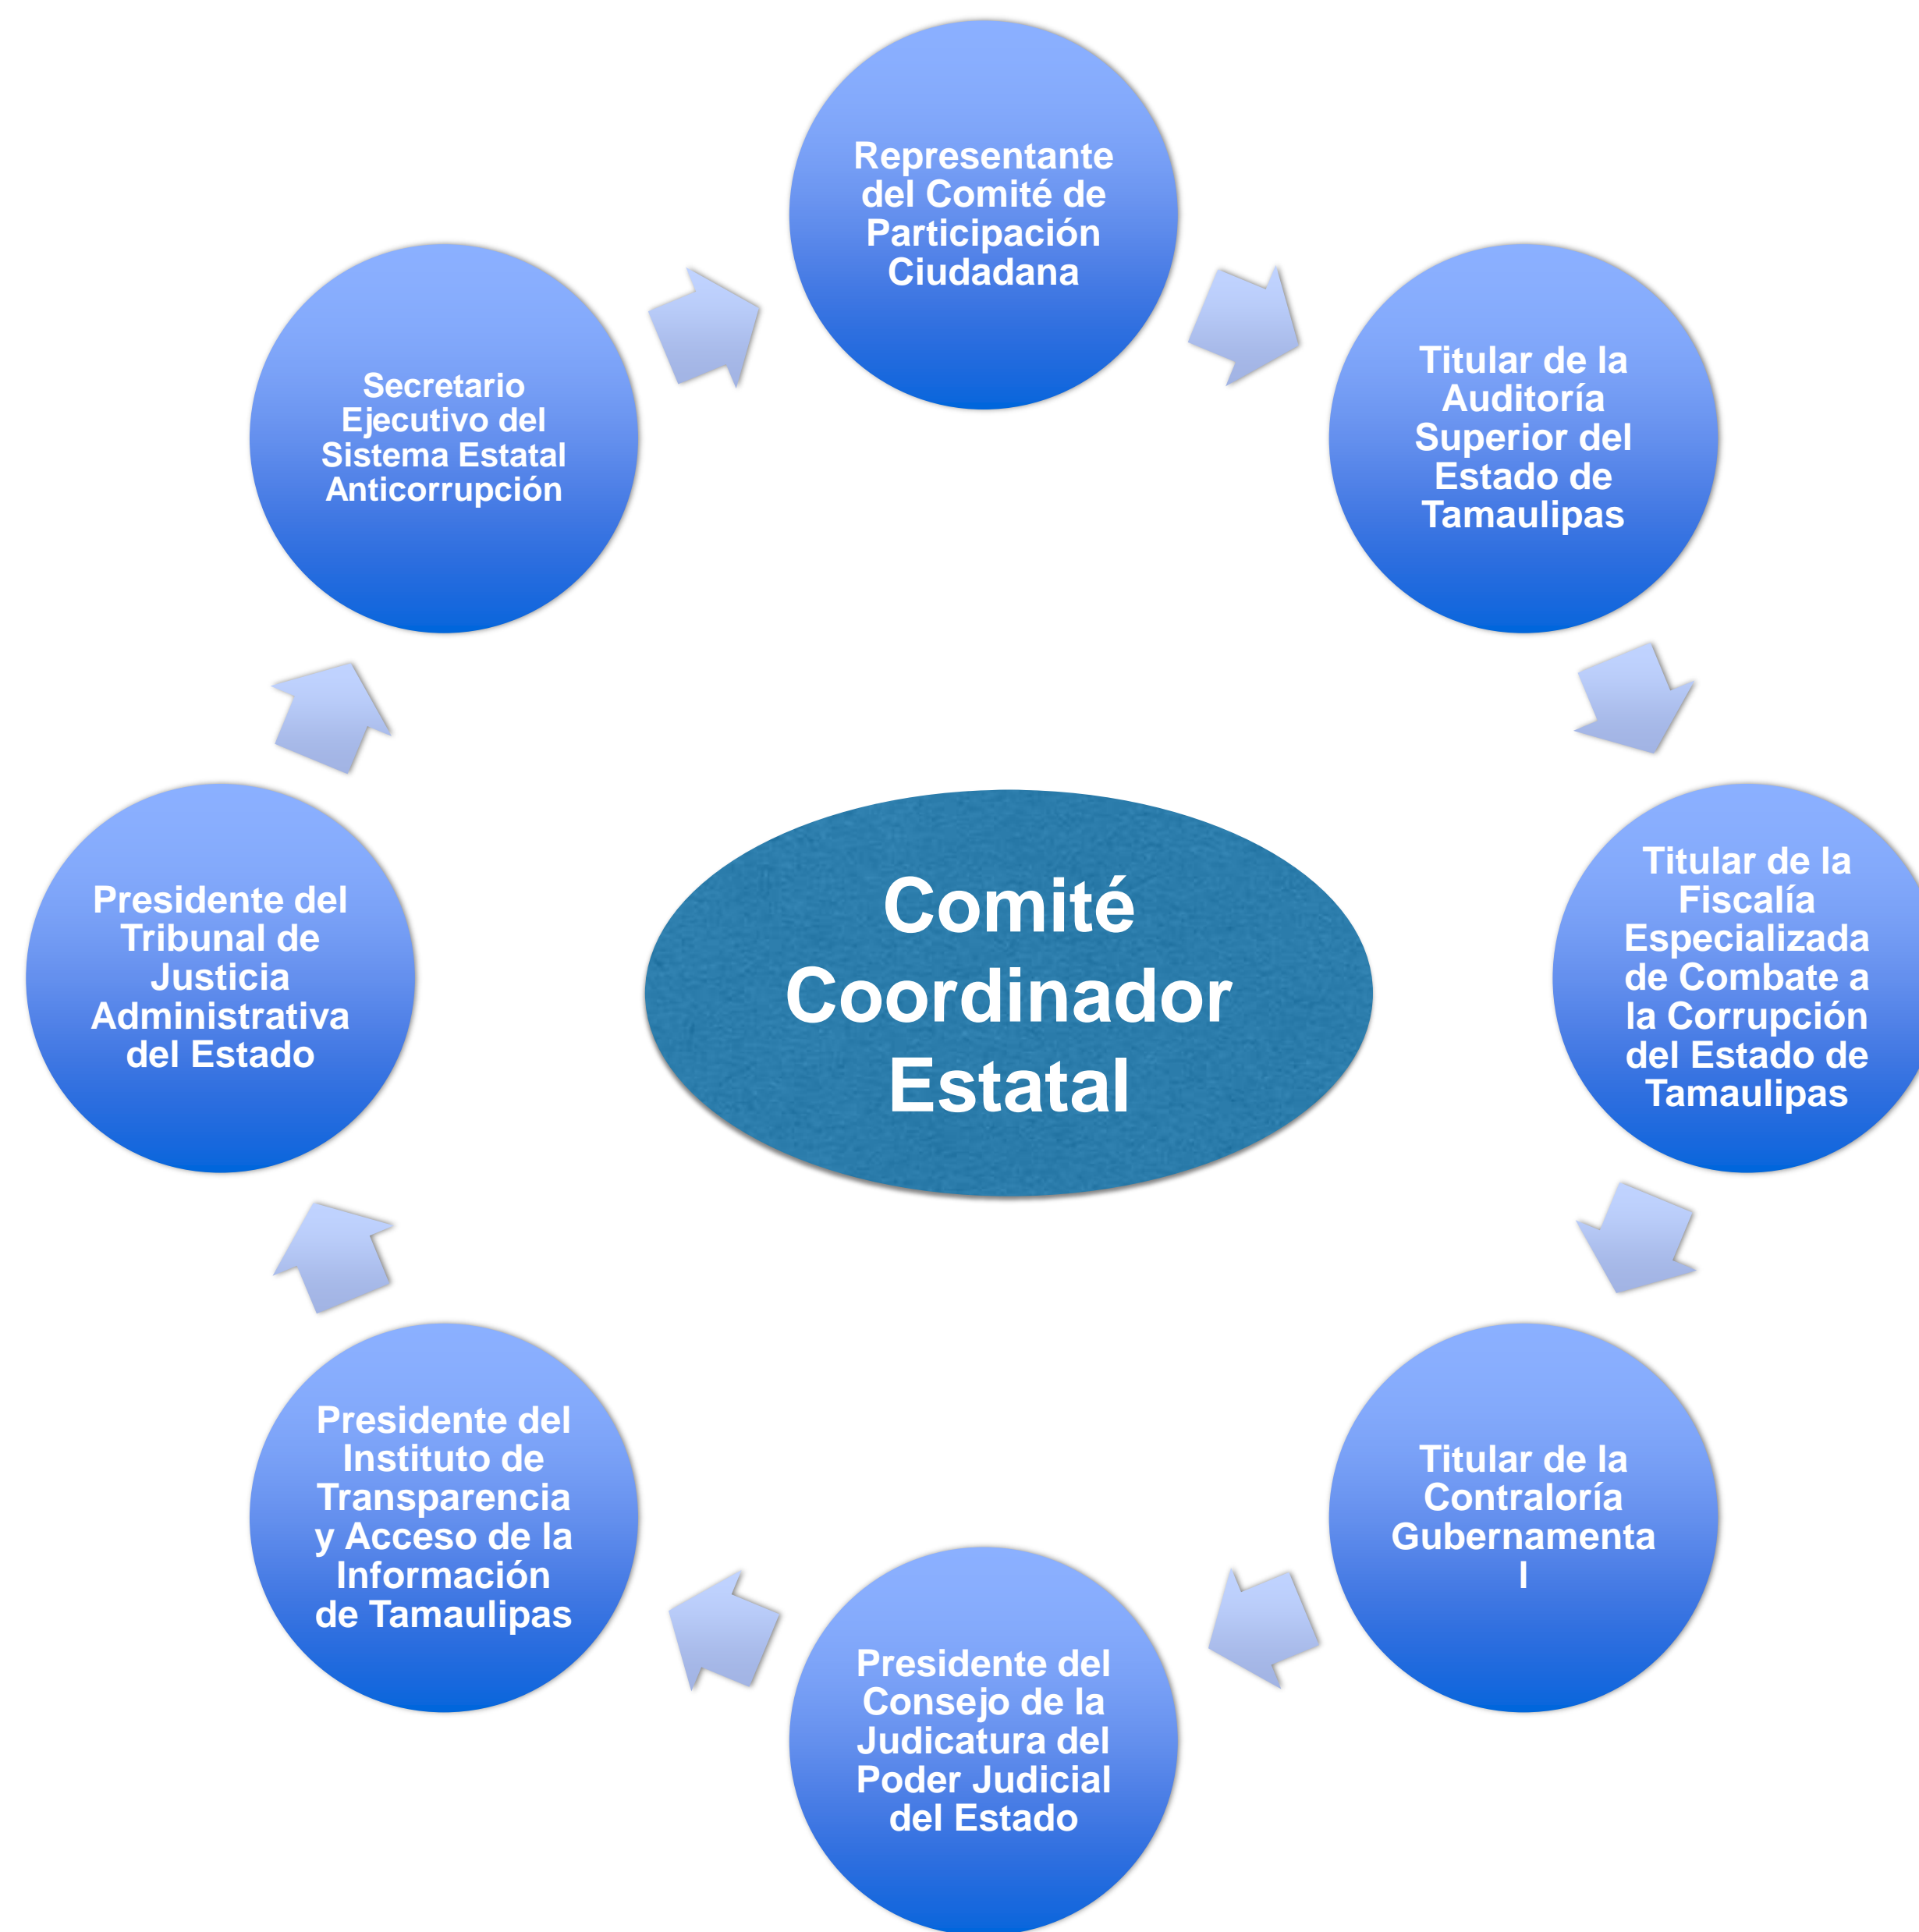 Representante
del Comité de
Participación
Ciudadana
Titular de la
Auditoría
Superior del
Estado de
Tamaulipas
Titular de la
Fiscalía
Especializada
de Combate a
la Corrupción
del Estado de
Tamaulipas
Titular de la
Contraloría
Gubernamenta
l
Presidente del
Consejo de la
Judicatura del
Poder Judicial
del Estado
Presidente del
Instituto de
Transparencia
y Acceso de la
Información
de Tamaulipas
Presidente del
Tribunal de
Justicia
Administrativa
del Estado
Secretario
Ejecutivo del
Sistema Estatal
Anticorrupción
Comité
Coordinador
Estatal